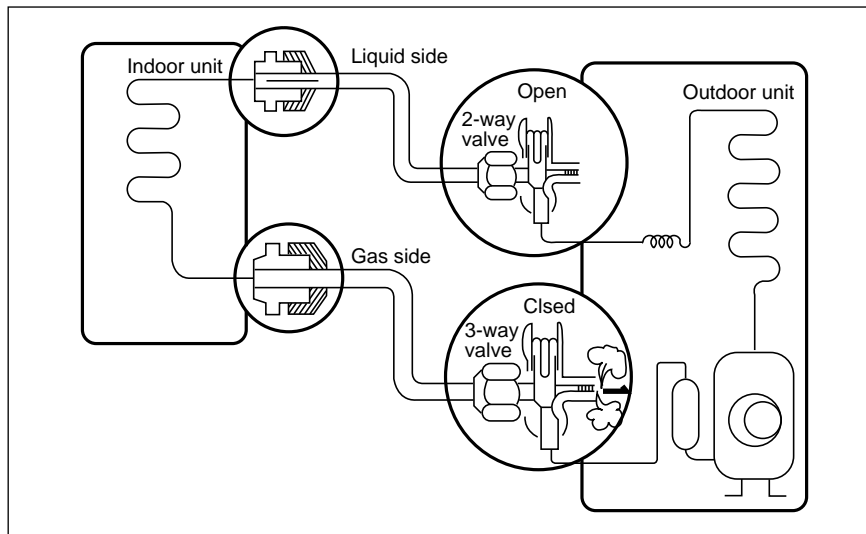 Indoor unit
Liquid side
Open
2-way
valve
Outdoor unit
Gas side
Clsed
3-way
valve